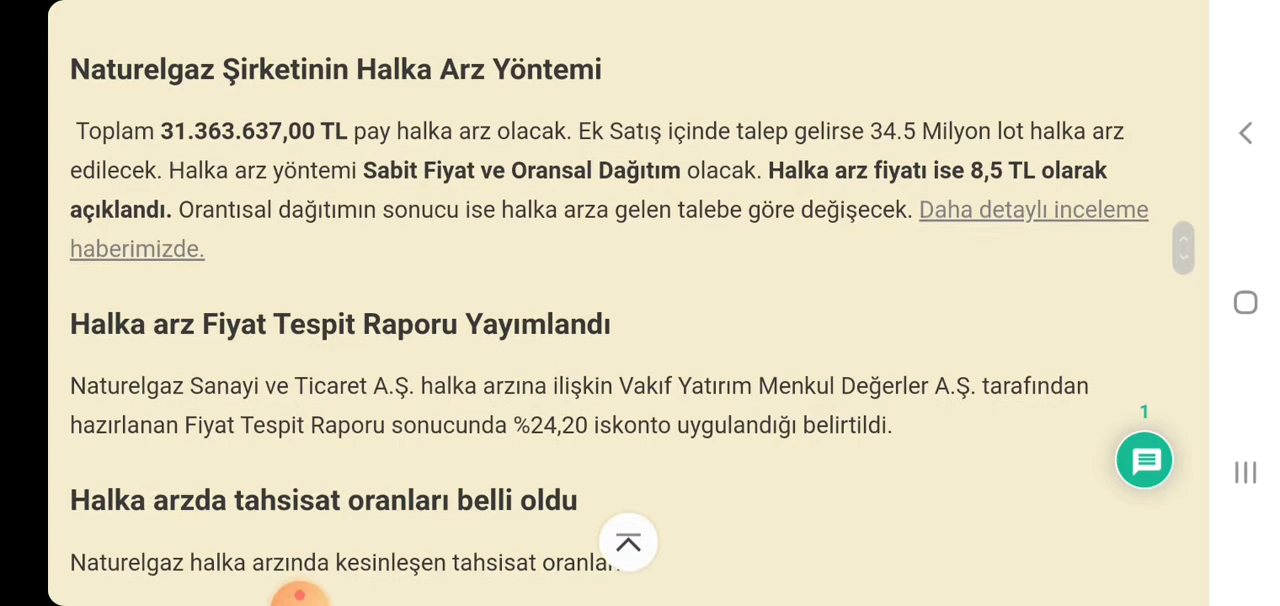 Naturelgaz Şirketinin Halka Arz Yöntemi
Toplam 31.363.637,00 TL pay halka arz olacak. Ek Satış içinde talep gelirse 34.5 Milyon lot halka arz
edilecek. Halka arz yöntemi Sabit Fiyat ve Oransal Dağıtım olacak. Halka arz fiyatı ise 8,5 TL olarak
açıklandı. Orantısal dağıtımın sonucu ise halka arza gelen talebe göre değişecek. Daha detaylı inceleme
haberimizde.
Halka arz Fiyat Tespit Raporu Yayımlandı
Naturelgaz Sanayi ve Ticaret A.Ş. halka arzına ilişkin Vakıf Yatırım Menkul Değerler A.Ş. tarafından
hazırlanan Fiyat Tespit Raporu sonucunda %24,20 iskonto uygulandığı belirtildi.
1
Halka arzda tahsisat oranları belli oldu
Naturelgaz halka arzında kesinleşen tahsisat